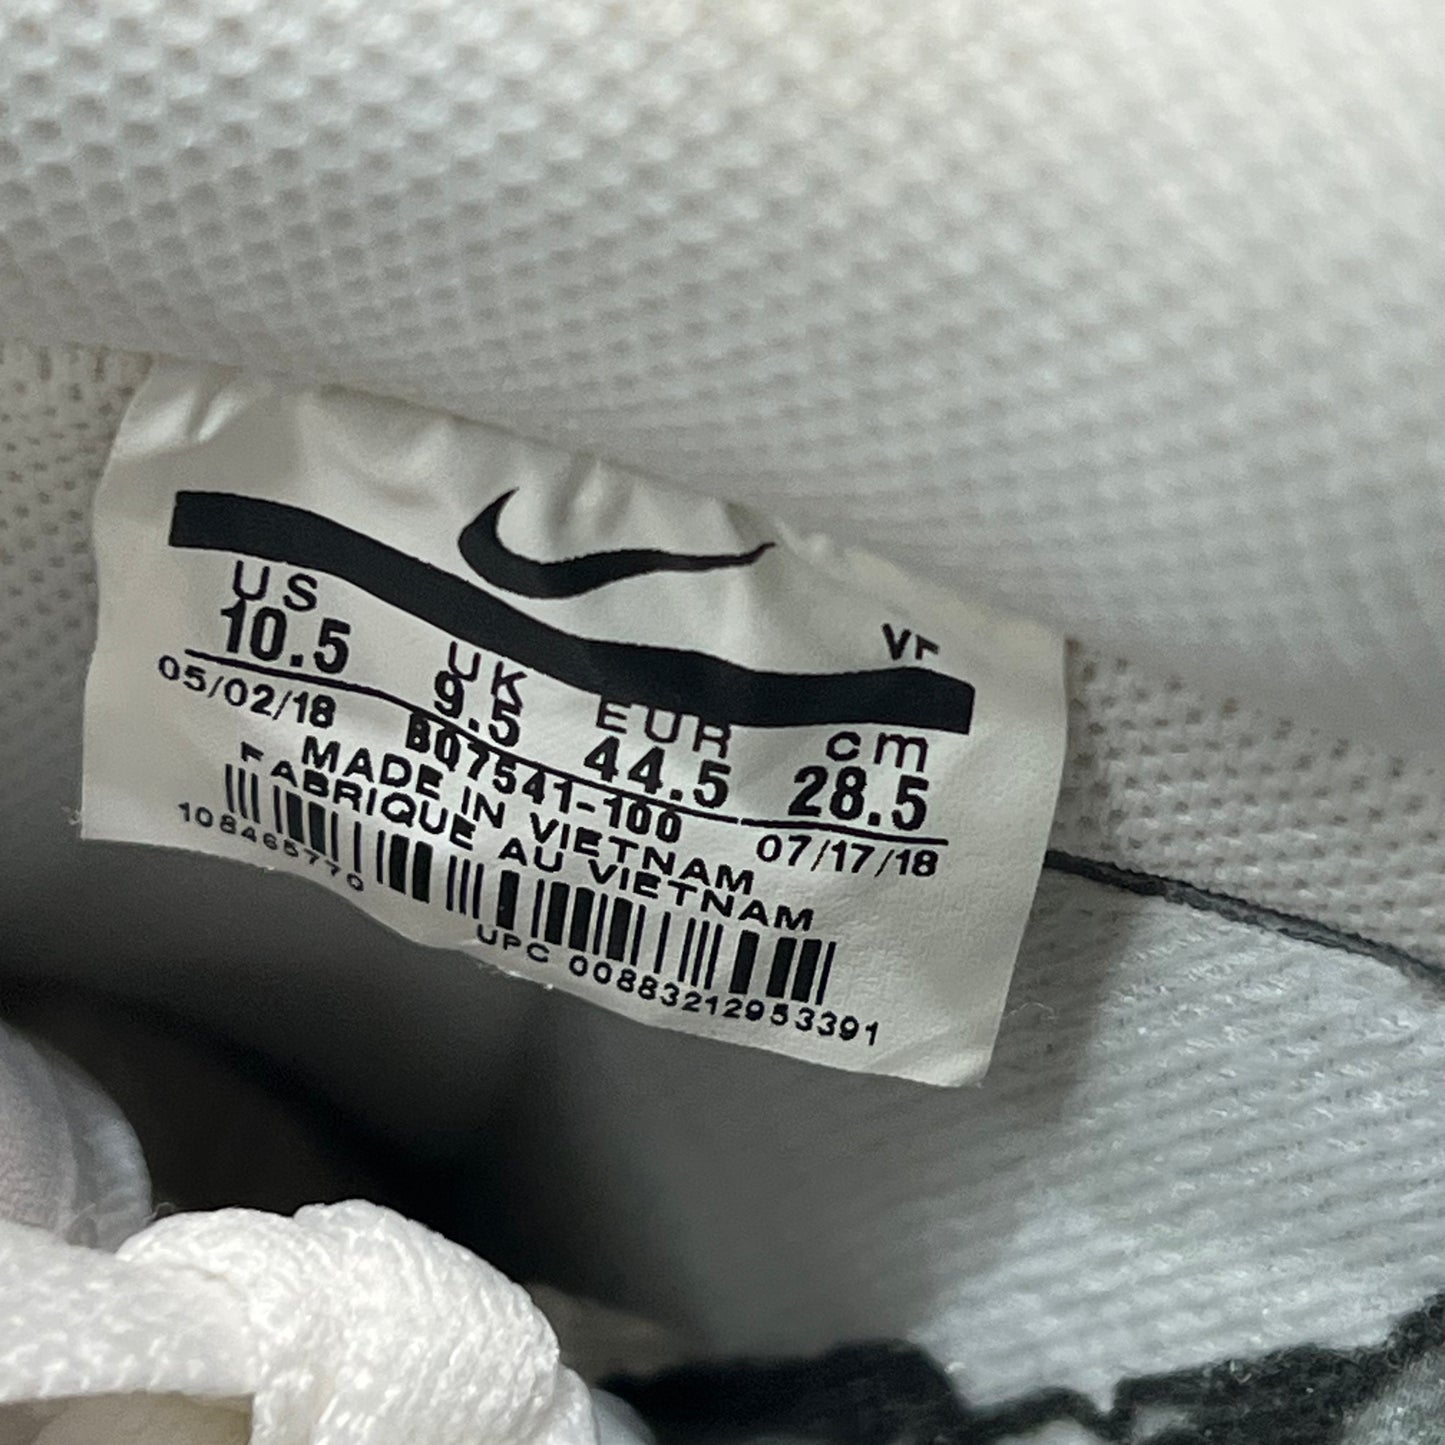 VF
US UK EUR cm
10.5 9.5 44.5 28.5
05/02/18 BQ7541-100 07/17/18
MADE IN VIETNAM
FABRIQUE AU VIETNAM
1084657770
UPC 00883212953391